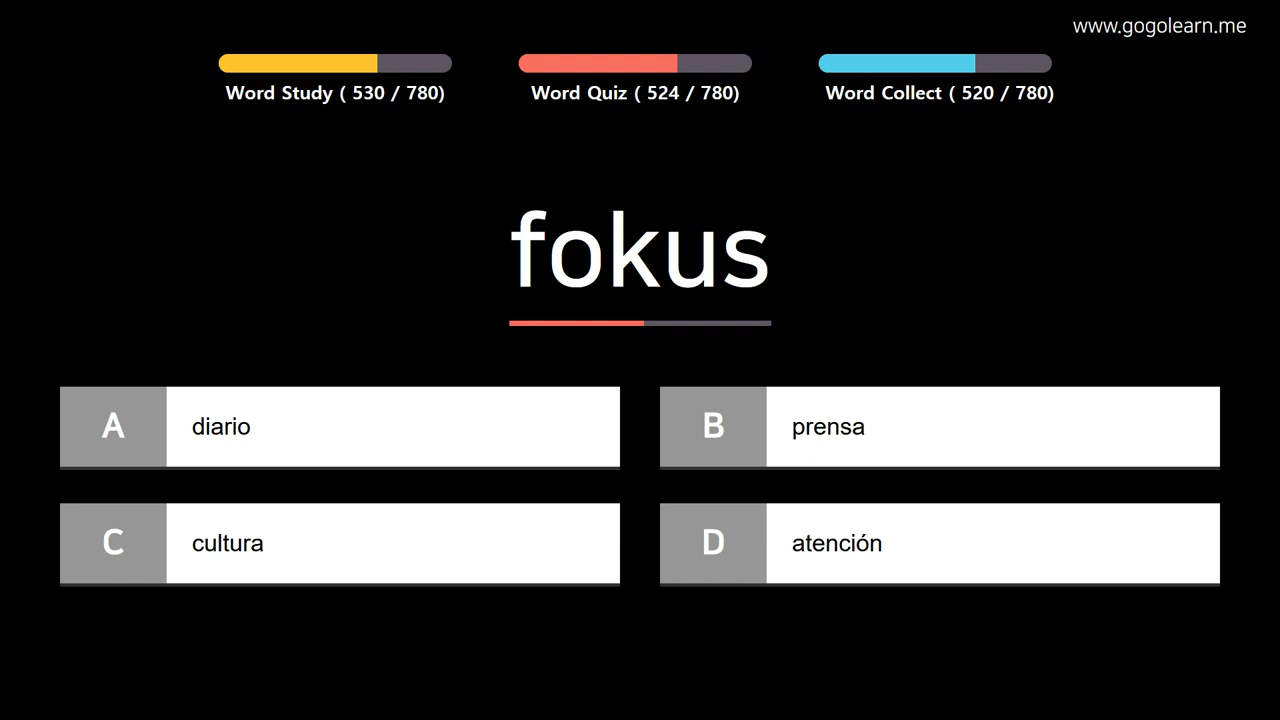 www.gogolearn.me
Word Study ( 530 / 780)
Word Quiz ( 524 / 780)
Word Collect ( 520 / 780)
fokus
A diario
B prensa
C cultura
D atención